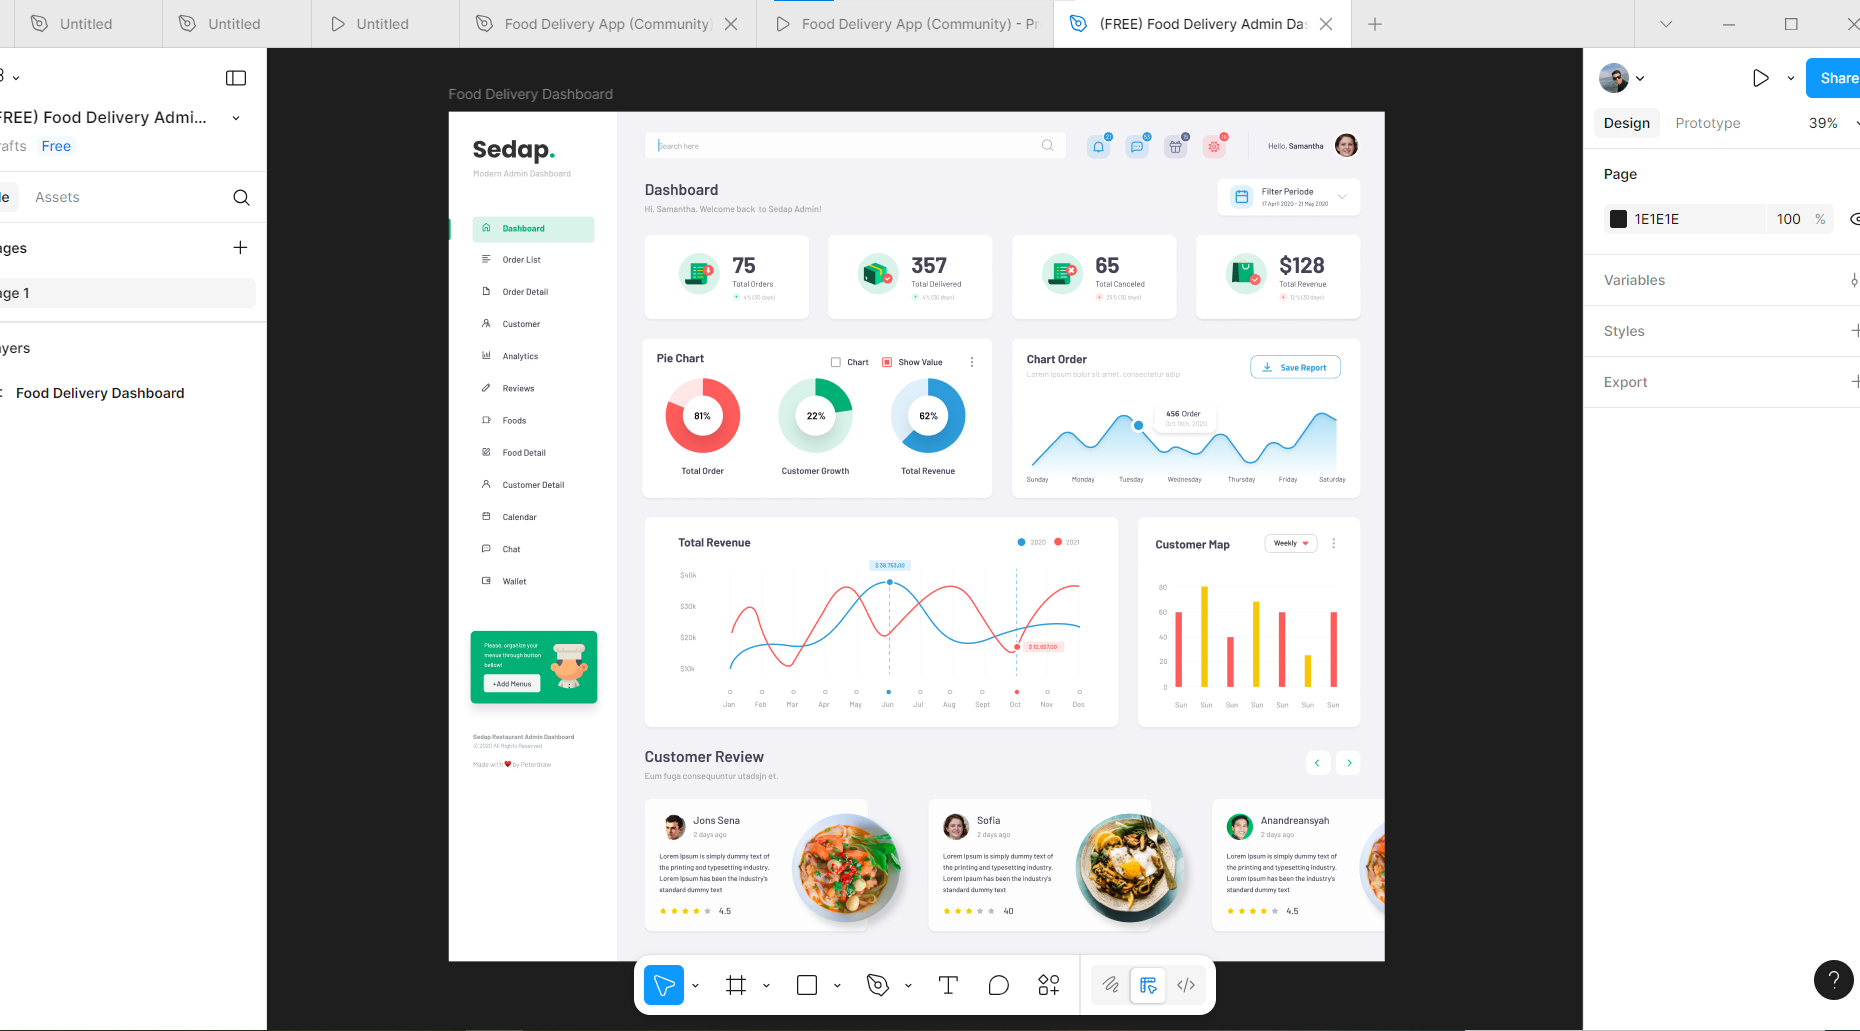 Untitled
Untitled
Untitled
Food Delivery App (Community)
Food Delivery App (Community) - Pr
(FREE) Food Delivery Admin Das
FREE) Food Delivery Admi...
rafts
Free
Assets
ages
age 1
yers
Food Delivery Dashboard
Food Delivery Dashboard
Sedap.
Modern Admin Dashboard
Dashboard
Order List
Order Detail
Customer
Analytics
Reviews
Foods
Food Detail
Customer Detail
Calendar
Chat
Wallet
Please, organize your
menus through button
bellow!
+Add Menus
Sedap Restaurant Admin Dashboard
© 2020 All Rights Reserved
Made with ♥ by Peterdraw
Search here
Hello, Samantha
Dashboard
Hi, Samantha. Welcome back to Sedap Admin!
Filter Periode
17 April 2020 - 21 May 2020
75
Total Orders
4% (30 days)
357
Total Delivered
4% (30 days)
65
Total Canceled
25% (30 days)
$128
Total Revenue
12% (30 days)
Pie Chart
Chart
Show Value
81%
22%
62%
Total Order
Customer Growth
Total Revenue
Chart Order
Lorem ipsum dolor sit amet, consectetur adip
Save Report
456 Order
Oct 18th, 2020
Sunday Monday Tuesday Wednesday Thursday Friday Saturday
Total Revenue
2020 2021
$40k
$30k
$20k
$10k
$ 38.753,00
$ 12.657,00
Jan Feb Mar Apr May Jun Jul Aug Sept Oct Nov Des
Customer Map
Weekly
80
60
40
20
0
Sun Sun Sun Sun Sun Sun Sun
Customer Review
Eum fuga consequuntur utadsjn et.
Jons Sena
2 days ago
Lorem Ipsum is simply dummy text of
the printing and typesetting industry.
Lorem Ipsum has been the industry's
standard dummy text
4.5
Sofia
2 days ago
Lorem Ipsum is simply dummy text of
the printing and typesetting industry.
Lorem Ipsum has been the industry's
standard dummy text
40
Anandreansyah
2 days ago
Lorem Ipsum is simply dummy text of
the printing and typesetting industry.
Lorem Ipsum has been the industry's
standard dummy text
4.5
Share
Design
Prototype
39%
Page
1E1E1E
100
%
Variables
Styles
Export
?